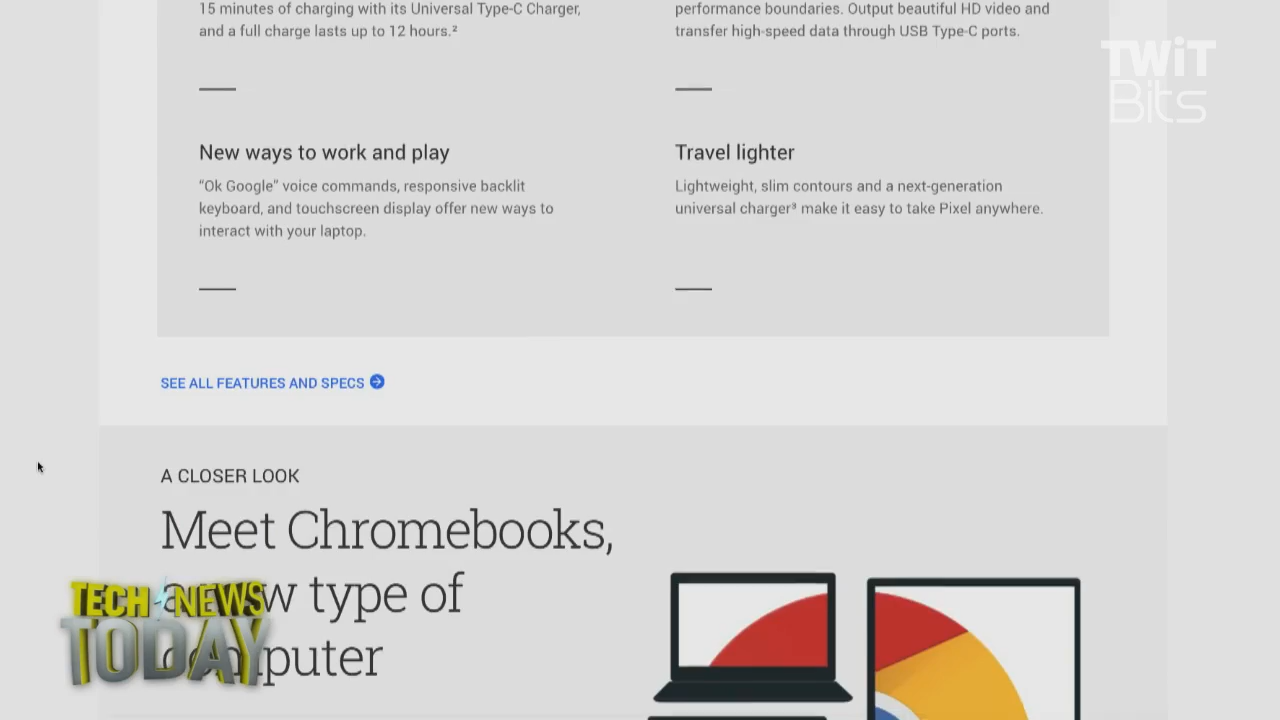 15 minutes of charging with its Universal Type-C Charger,
and a full charge lasts up to 12 hours.²
performance boundaries. Output beautiful HD video and
transfer high-speed data through USB Type-C ports.
TWiT
Bits
New ways to work and play
“Ok Google” voice commands, responsive backlit
keyboard, and touchscreen display offer new ways to
interact with your laptop.
Travel lighter
Lightweight, slim contours and a next-generation
universal charger³ make it easy to take Pixel anywhere.
SEE ALL FEATURES AND SPECS
A CLOSER LOOK
Meet Chromebooks,
a new type of
computer
TECH NEWS
TODAY